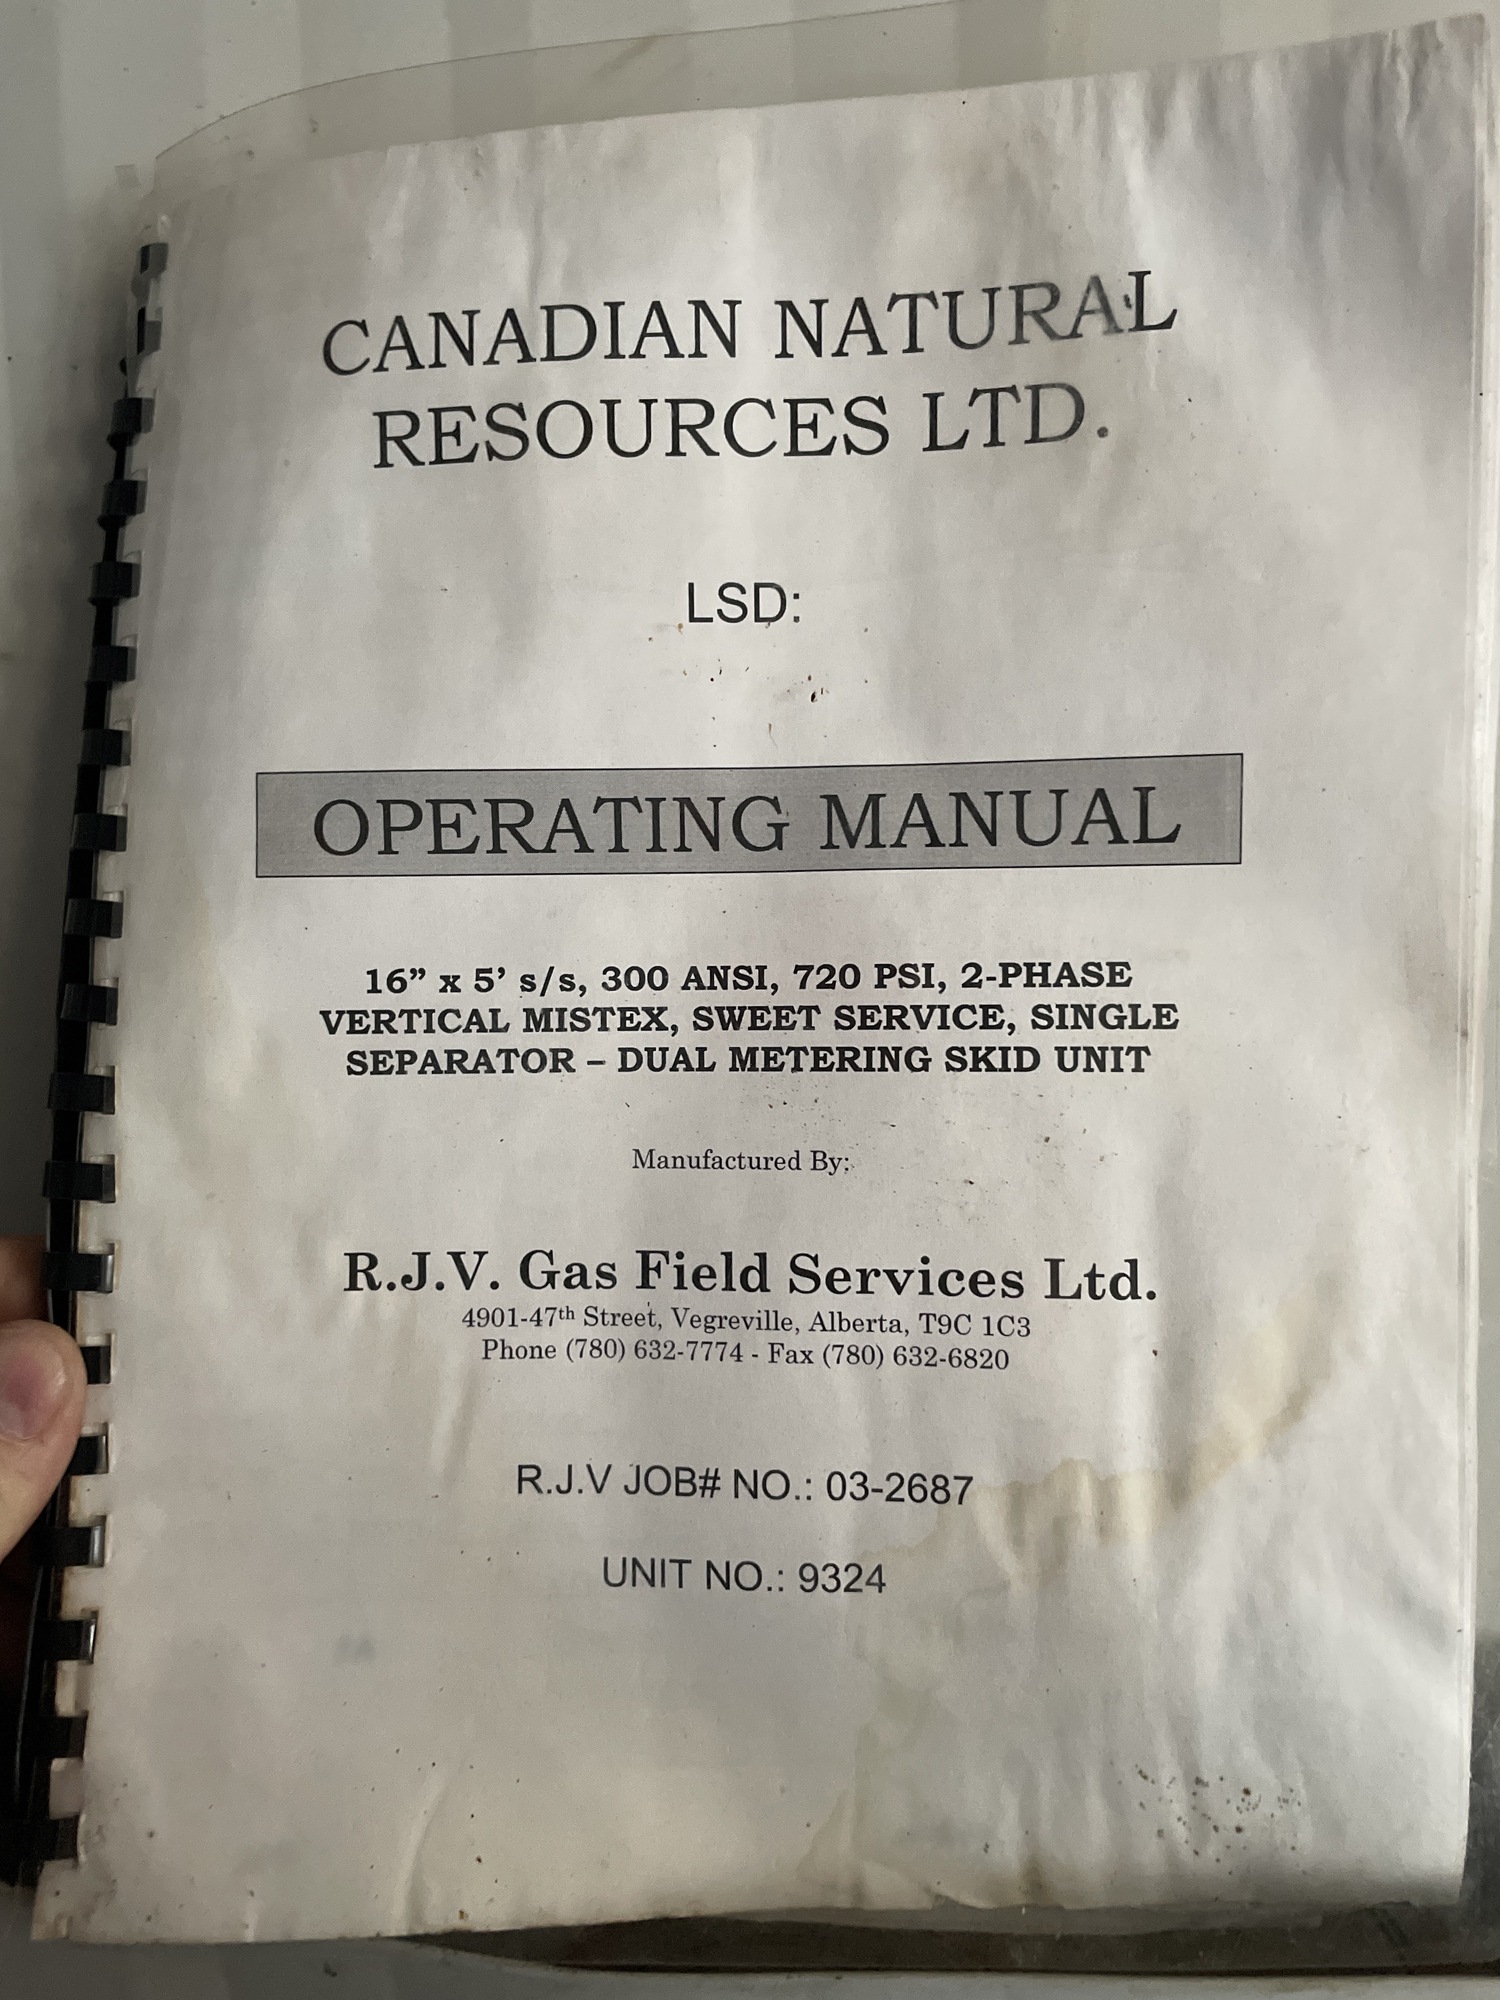 CANADIAN NATURAL
RESOURCES LTD.
LSD:
OPERATING MANUAL
16” x 5’ s/s, 300 ANSI, 720 PSI, 2-PHASE
VERTICAL MISTEX, SWEET SERVICE, SINGLE
SEPARATOR – DUAL METERING SKID UNIT
Manufactured By:
R.J.V. Gas Field Services Ltd.
4901-47th Street, Vegreville, Alberta, T9C 1C3
Phone (780) 632-7774 - Fax (780) 632-6820
R.J.V JOB# NO.: 03-2687
UNIT NO.: 9324